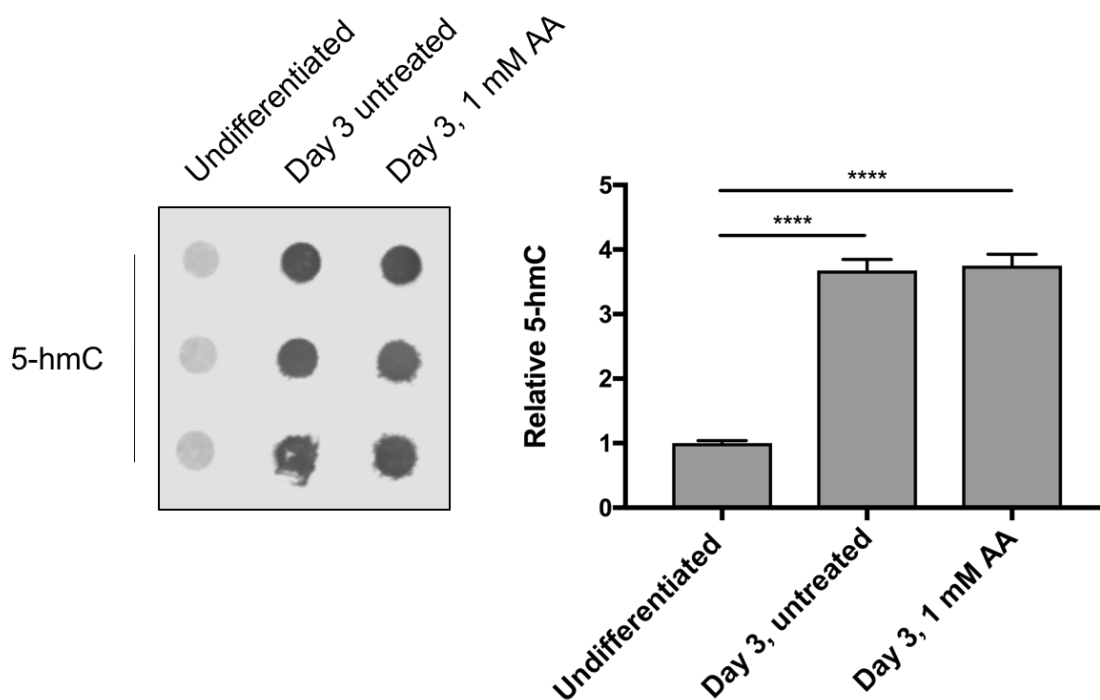 Undifferentiated
Day 3 untreated
Day 3, 1 mM AA
5-hmC
Relative 5-hmC
5
4
3
2
1
0
****
****
Undifferentiated
Day 3, untreated
Day 3, 1 mM AA